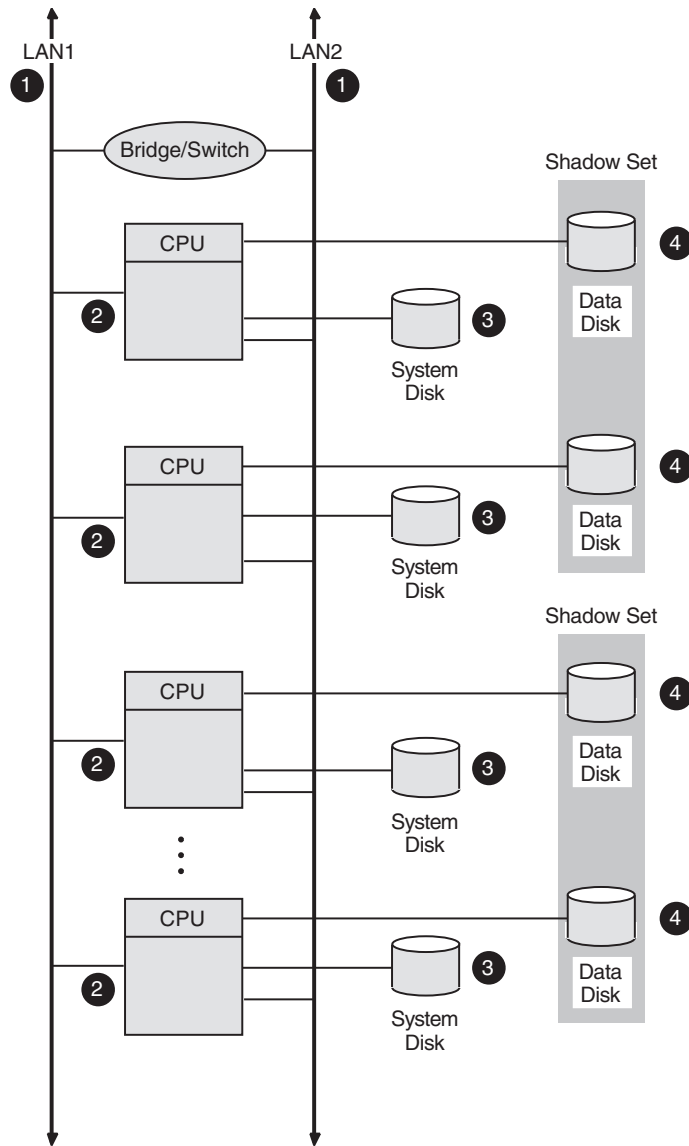 LAN1
LAN2
1
1
Bridge/Switch
Shadow Set
CPU
4
2
3
Data
Disk
System
Disk
CPU
4
2
3
Data
Disk
System
Disk
Shadow Set
CPU
4
2
3
Data
Disk
System
Disk
CPU
4
2
3
Data
Disk
System
Disk